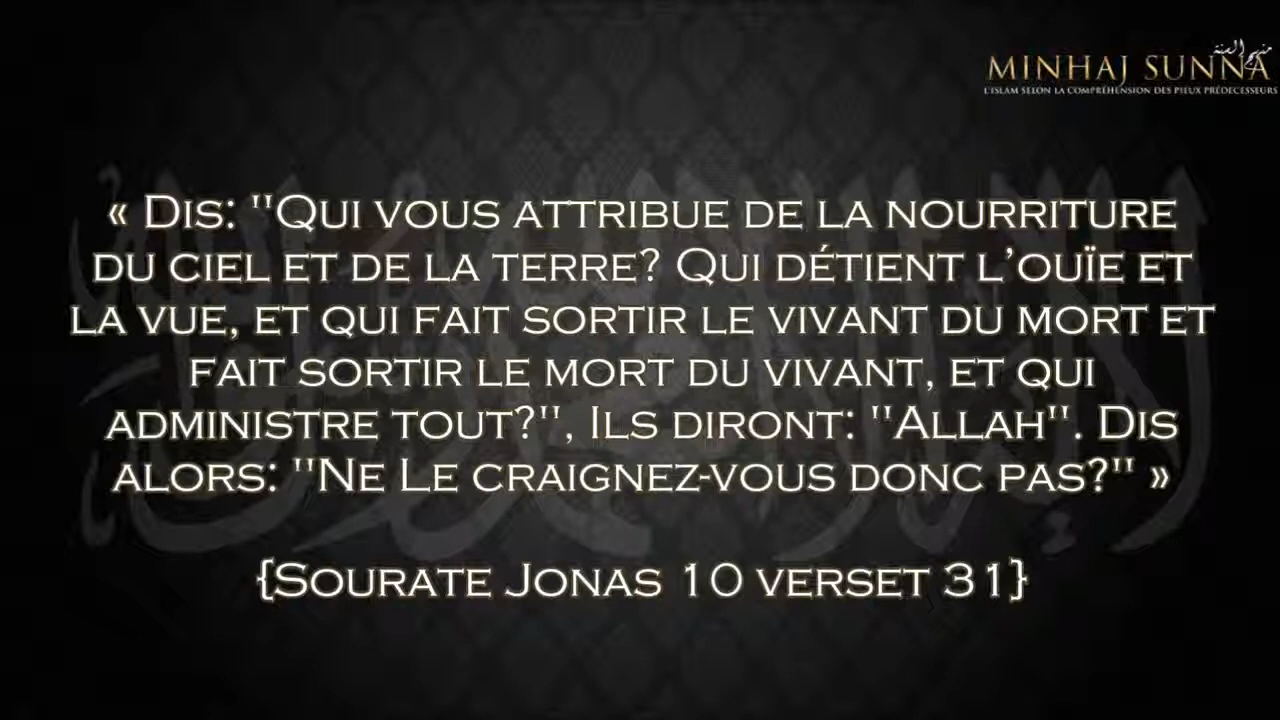 منهج السنة
MINHAJ SUNNA
L'ISLAM SELON LA COMPRÉHENSION DES PIEUX PRÉDECESSEURS
« DIS: "QUI VOUS ATTRIBUE DE LA NOURRITURE
DU CIEL ET DE LA TERRE? QUI DÉTIENT L’OUÏE ET
LA VUE, ET QUI FAIT SORTIR LE VIVANT DU MORT ET
FAIT SORTIR LE MORT DU VIVANT, ET QUI
ADMINISTRE TOUT?", ILS DIRONT: "ALLAH". DIS
ALORS: "NE LE CRAIGNEZ-VOUS DONC PAS?" »
{SOURATE JONAS 10 VERSET 31}